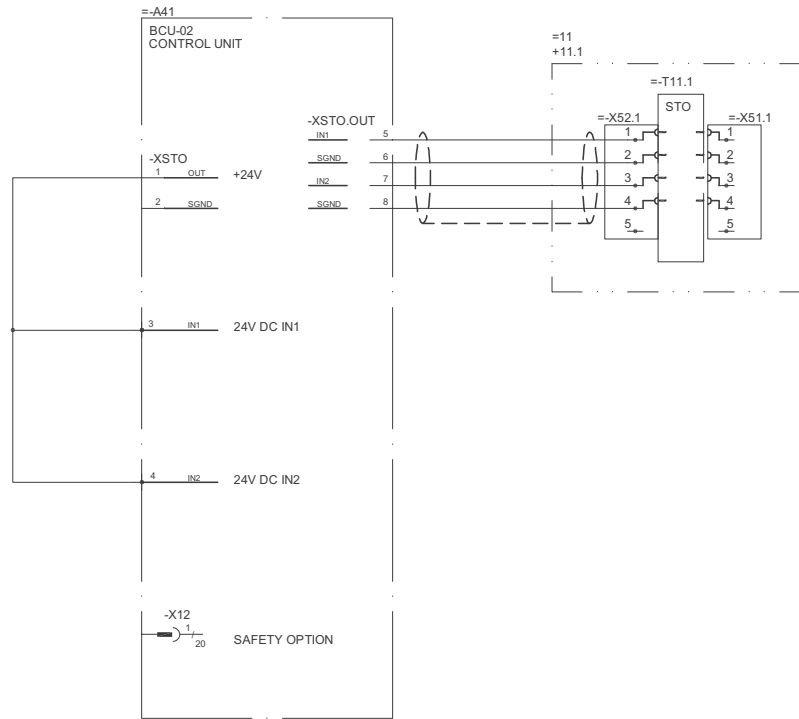 =-A41
BCU-02
CONTROL UNIT
=11
+11.1
=-T11.1
STO
-XSTO.OUT
=-X52.1
=-X51.1
IN1 5
1 1
SGND 6
2 2
IN2 7
3 3
SGND 8
4 4
5 5
-XSTO
1 OUT +24V
2 SGND
3 IN1 24V DC IN1
4 IN2 24V DC IN2
-X12
1/20 SAFETY OPTION